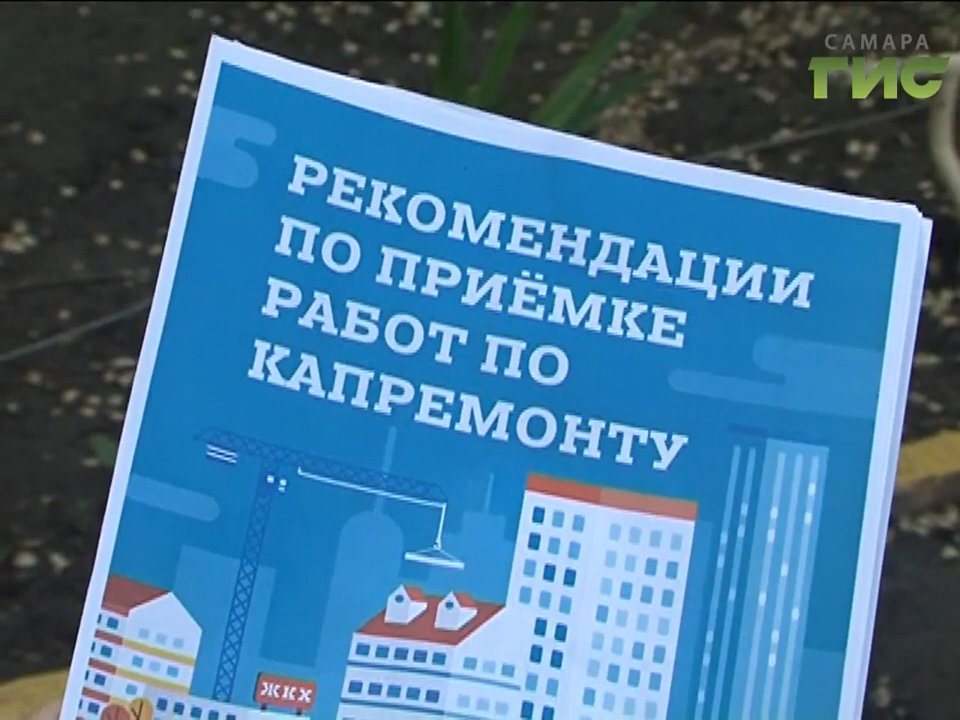 САМАРА
ГИС
РЕКОМЕНДАЦИИ
ПО ПРИЁМКЕ
РАБОТ ПО
КАПРЕМОНТУ
ЖКХ